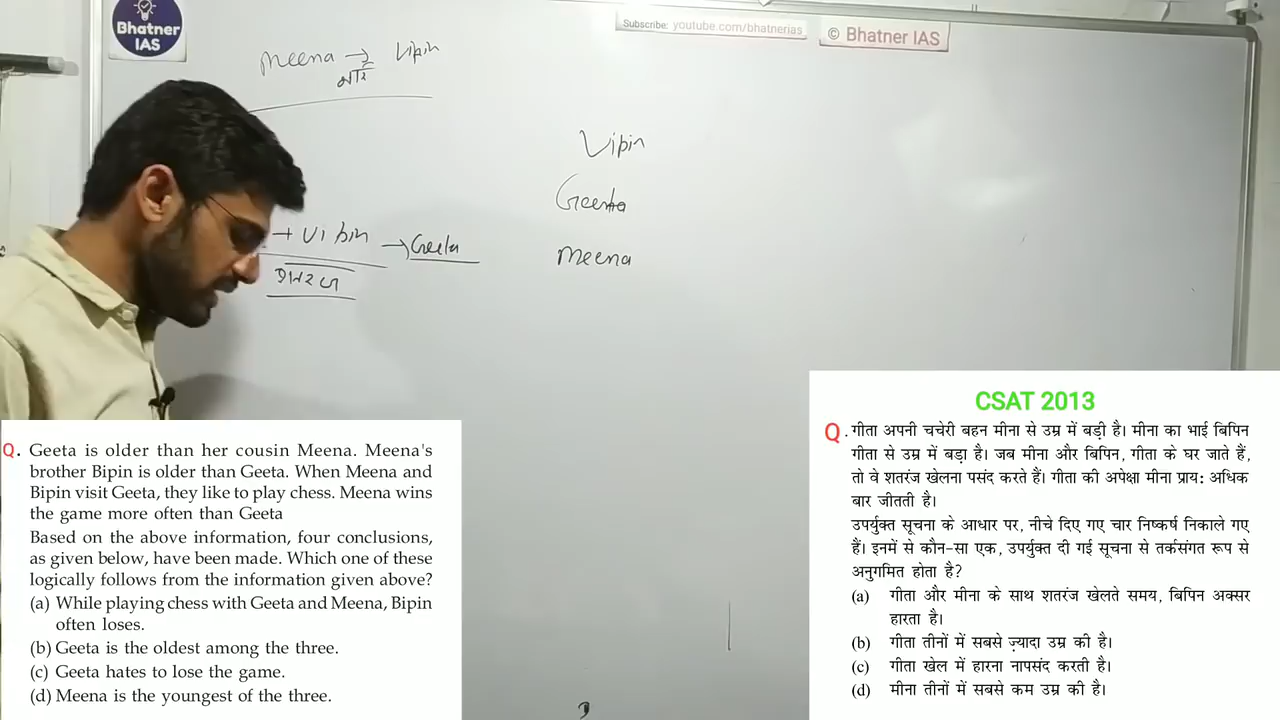 Bhatner
IAS
Subscribe: youtube.com/bhatnerias
© Bhatner IAS
Meena → Vipin
भाई
Vipin
Geeta
Meena
+ Vipin → Geeta
शतरंज
Q. Geeta is older than her cousin Meena. Meena's
brother Bipin is older than Geeta. When Meena and
Bipin visit Geeta, they like to play chess. Meena wins
the game more often than Geeta
Based on the above information, four conclusions,
as given below, have been made. Which one of these
logically follows from the information given above?
(a) While playing chess with Geeta and Meena, Bipin
often loses.
(b) Geeta is the oldest among the three.
(c) Geeta hates to lose the game.
(d) Meena is the youngest of the three.
CSAT 2013
Q. गीता अपनी चचेरी बहन मीना से उम्र में बड़ी है। मीना का भाई बिपिन
गीता से उम्र में बड़ा है। जब मीना और बिपिन, गीता के घर जाते हैं,
तो वे शतरंज खेलना पसंद करते हैं। गीता की अपेक्षा मीना प्राय: अधिक
बार जीतती है।
उपर्युक्त सूचना के आधार पर, नीचे दिए गए चार निष्कर्ष निकाले गए
हैं। इनमें से कौन-सा एक, उपर्युक्त दी गई सूचना से तर्कसंगत रूप से
अनुगमित होता है?
(a) गीता और मीना के साथ शतरंज खेलते समय, बिपिन अक्सर
हारता है।
(b) गीता तीनों में सबसे ज़्यादा उम्र की है।
(c) गीता खेल में हारना नापसंद करती है।
(d) मीना तीनों में सबसे कम उम्र की है।